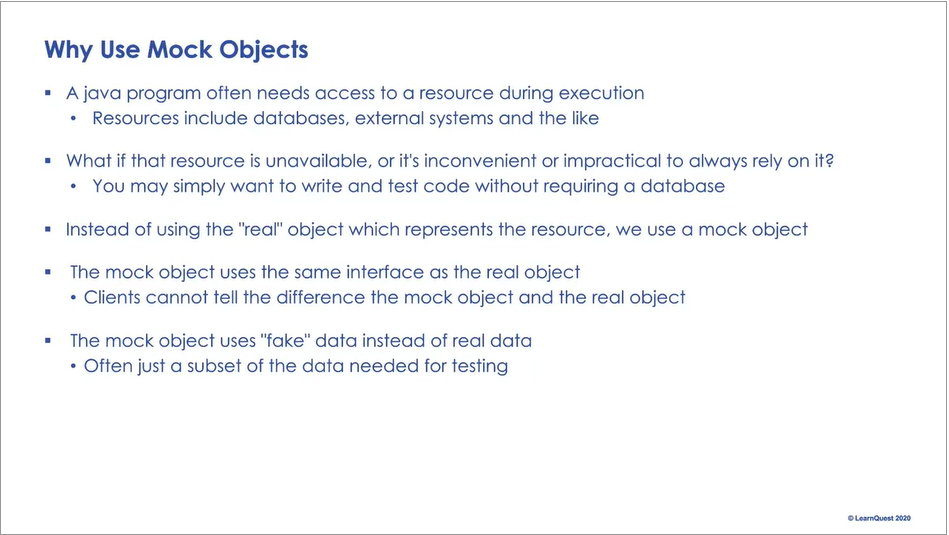 Why Use Mock Objects
▪ A java program often needs access to a resource during execution
• Resources include databases, external systems and the like
▪ What if that resource is unavailable, or it's inconvenient or impractical to always rely on it?
• You may simply want to write and test code without requiring a database
▪ Instead of using the "real" object which represents the resource, we use a mock object
▪ The mock object uses the same interface as the real object
• Clients cannot tell the difference the mock object and the real object
▪ The mock object uses "fake" data instead of real data
• Often just a subset of the data needed for testing
© LearnQuest 2020